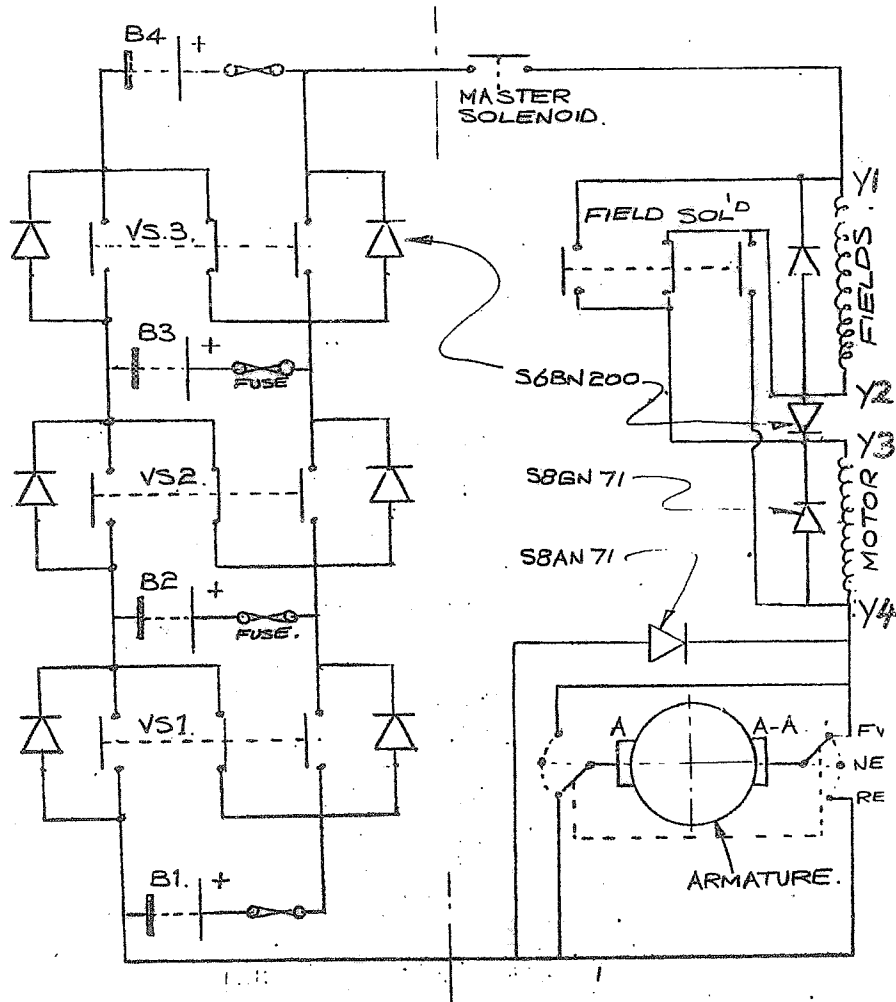 B4
+
MASTER
SOLENOID.
Y1
FIELD SOL'D
VS.3.
FIELDS
B3
+
FUSE
S6BN200
Y2
Y3
VS2.
S8GN 71
MOTOR
S8AN 71
B2
+
FUSE.
Y4
VS1.
A
A-A
NE
RE
B1.
+
ARMATURE.